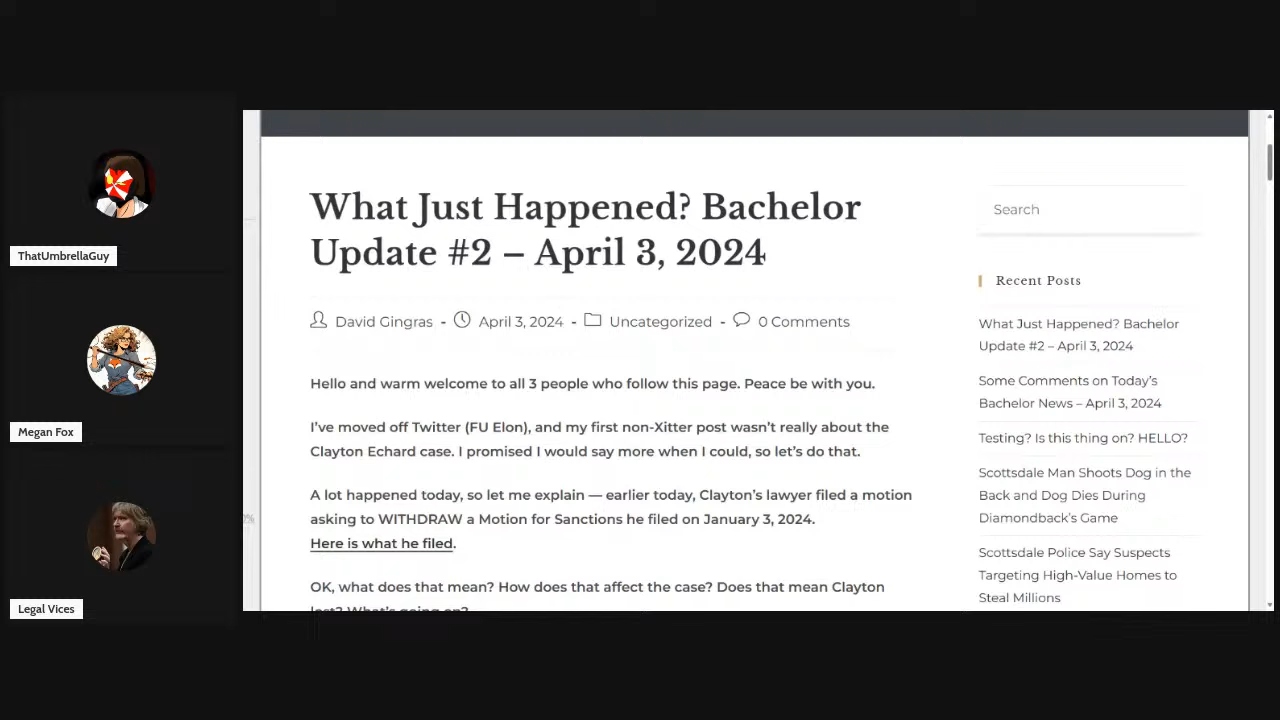 ThatUmbrellaGuy
Megan Fox
Legal Vices
What Just Happened? Bachelor
Update #2 – April 3, 2024
David Gingras - April 3, 2024 - Uncategorized - 0 Comments
Hello and warm welcome to all 3 people who follow this page. Peace be with you.
I've moved off Twitter (FU Elon), and my first non-Xitter post wasn't really about the
Clayton Echard case. I promised I would say more when I could, so let's do that.
A lot happened today, so let me explain — earlier today, Clayton's lawyer filed a motion
asking to WITHDRAW a Motion for Sanctions he filed on January 3, 2024.
Here is what he filed.
OK, what does that mean? How does that affect the case? Does that mean Clayton
lost? What's going on?
Search
Recent Posts
What Just Happened? Bachelor
Update #2 – April 3, 2024
Some Comments on Today's
Bachelor News – April 3, 2024
Testing? Is this thing on? HELLO?
Scottsdale Man Shoots Dog in the
Back and Dog Dies During
Diamondback's Game
Scottsdale Police Say Suspects
Targeting High-Value Homes to
Steal Millions